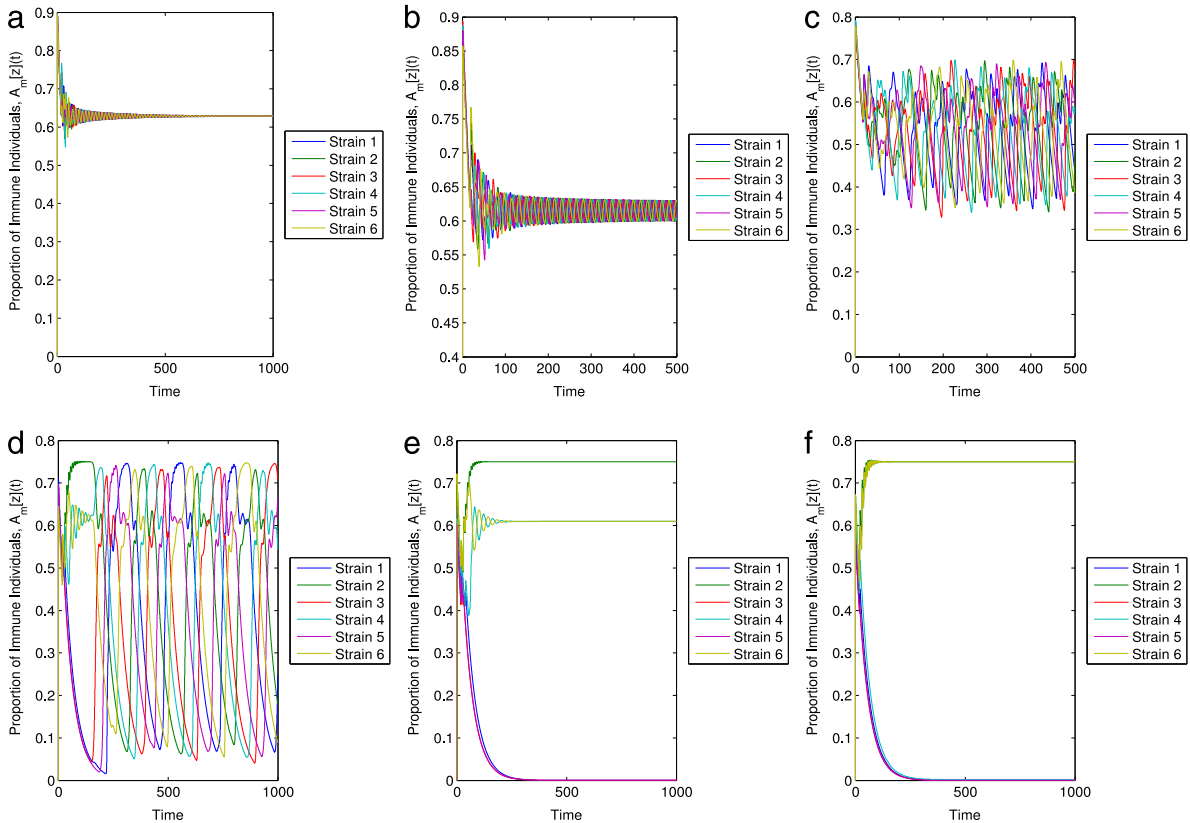 a
Proportion of Immune Individuals, A_m[z](t)
0.9
0.8
0.7
0.6
0.5
0.4
0.3
0.2
0.1
0
0 500 1000
Time
Strain 1
Strain 2
Strain 3
Strain 4
Strain 5
Strain 6
b
Proportion of Immune Individuals, A_m[z](t)
0.9
0.85
0.8
0.75
0.7
0.65
0.6
0.55
0.5
0.45
0.4
0 100 200 300 400 500
Time
Strain 1
Strain 2
Strain 3
Strain 4
Strain 5
Strain 6
c
Proportion of Immune Individuals, A_m[z](t)
0.8
0.7
0.6
0.5
0.4
0.3
0.2
0.1
0
0 100 200 300 400 500
Time
Strain 1
Strain 2
Strain 3
Strain 4
Strain 5
Strain 6
d
Proportion of Immune Individuals, A_m[z](t)
0.8
0.7
0.6
0.5
0.4
0.3
0.2
0.1
0
0 500 1000
Time
Strain 1
Strain 2
Strain 3
Strain 4
Strain 5
Strain 6
e
Proportion of Immune Individuals, A_m[z](t)
0.8
0.7
0.6
0.5
0.4
0.3
0.2
0.1
0
0 500 1000
Time
Strain 1
Strain 2
Strain 3
Strain 4
Strain 5
Strain 6
f
Proportion of Immune Individuals, A_m[z](t)
0.8
0.7
0.6
0.5
0.4
0.3
0.2
0.1
0
0 500 1000
Time
Strain 1
Strain 2
Strain 3
Strain 4
Strain 5
Strain 6